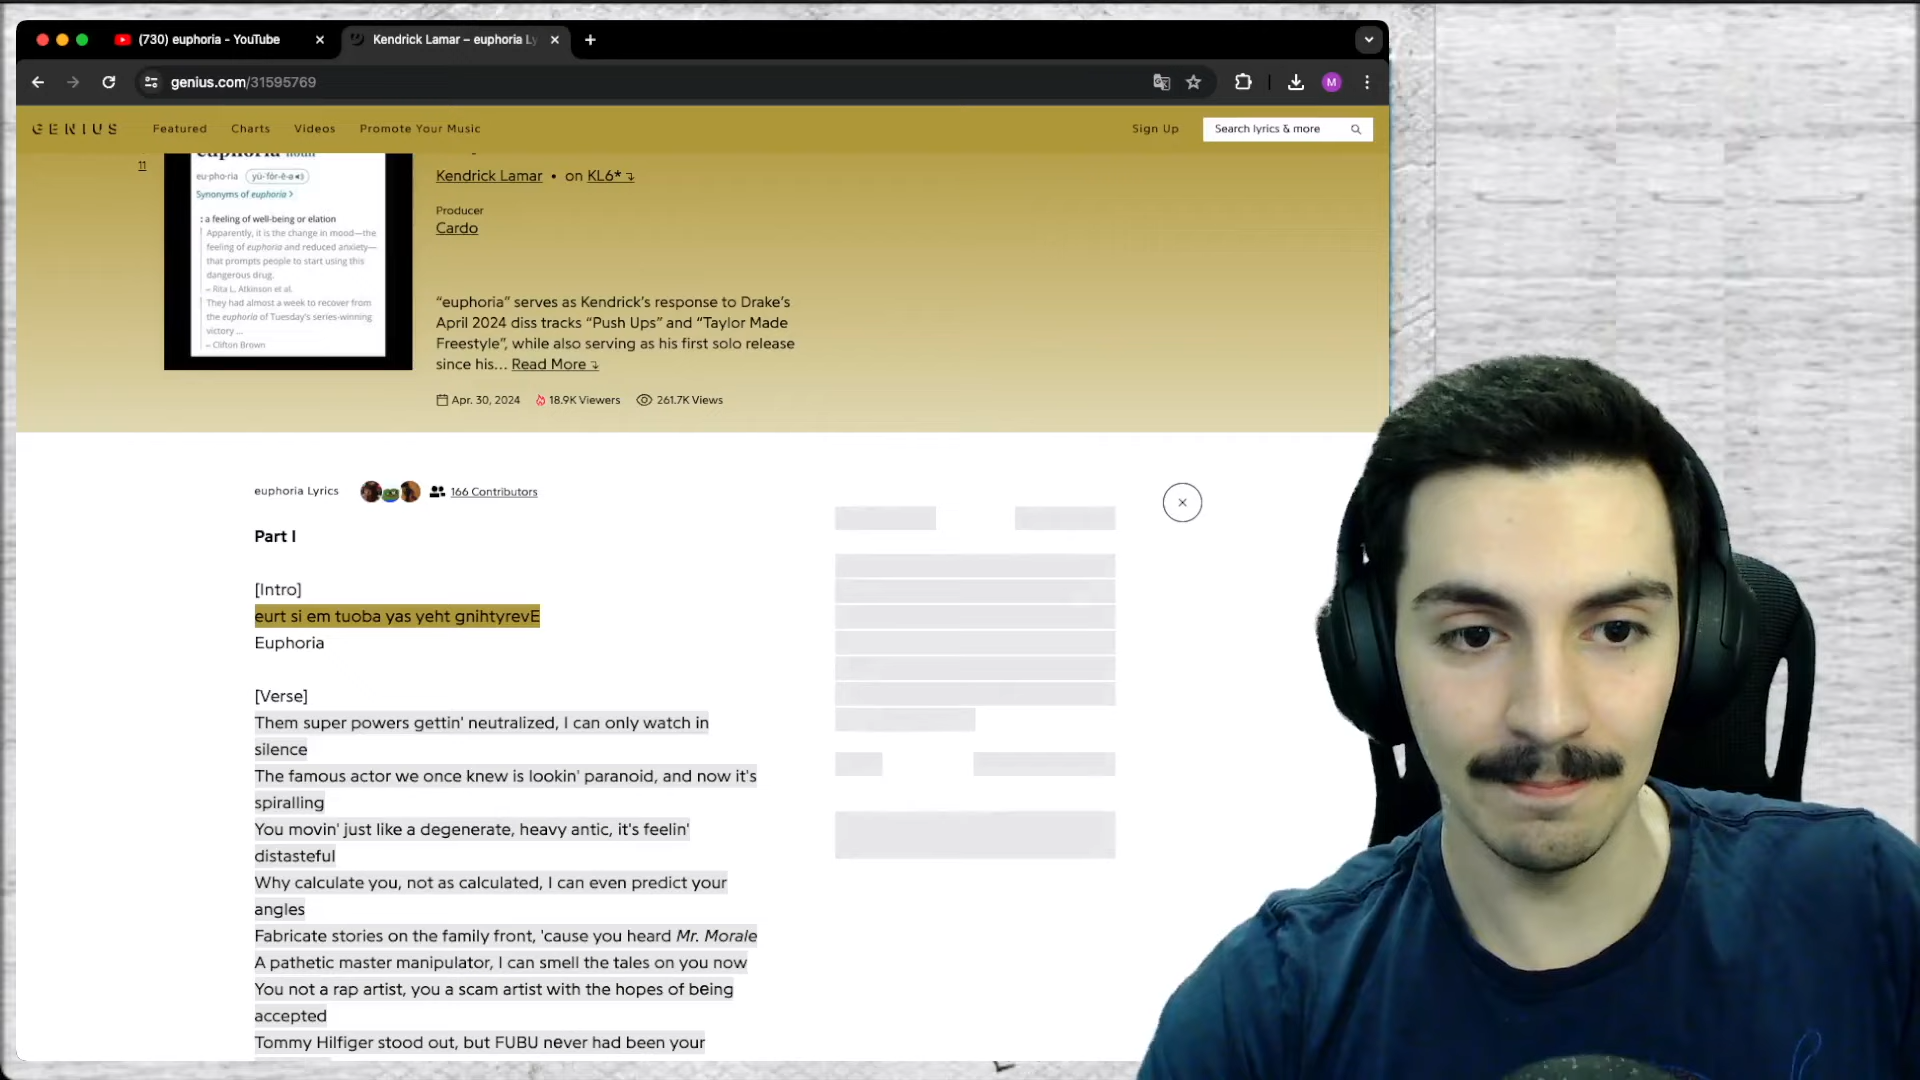 (730) euphoria - YouTube
Kendrick Lamar – euphoria Ly
genius.com/31595769
M
GENIUS
Featured
Charts
Videos
Promote Your Music
Sign Up
Search lyrics & more
11
euphoria noun
eu·pho·ria
yü-ˈfȯr-ē-ə
Synonyms of euphoria >
: a feeling of well-being or elation
Apparently, it is the change in mood—the
feeling of euphoria and reduced anxiety—
that prompts people to start using this
dangerous drug.
– Rita L. Atkinson et al.
They had almost a week to recover from
the euphoria of Tuesday's series-winning
victory ...
– Clifton Brown
Kendrick Lamar • on KL6*
Producer
Cardo
“euphoria” serves as Kendrick’s response to Drake’s
April 2024 diss tracks “Push Ups” and “Taylor Made
Freestyle”, while also serving as his first solo release
since his… Read More
Apr. 30, 2024
18.9K Viewers
261.7K Views
euphoria Lyrics
166 Contributors
Part I
[Intro]
eurt si em tuoba yas yeht gnihtyrevE
Euphoria
[Verse]
Them super powers gettin' neutralized, I can only watch in
silence
The famous actor we once knew is lookin' paranoid, and now it's
spiralling
You movin' just like a degenerate, heavy antic, it's feelin'
distasteful
Why calculate you, not as calculated, I can even predict your
angles
Fabricate stories on the family front, 'cause you heard Mr. Morale
A pathetic master manipulator, I can smell the tales on you now
You not a rap artist, you a scam artist with the hopes of being
accepted
Tommy Hilfiger stood out, but FUBU never had been your